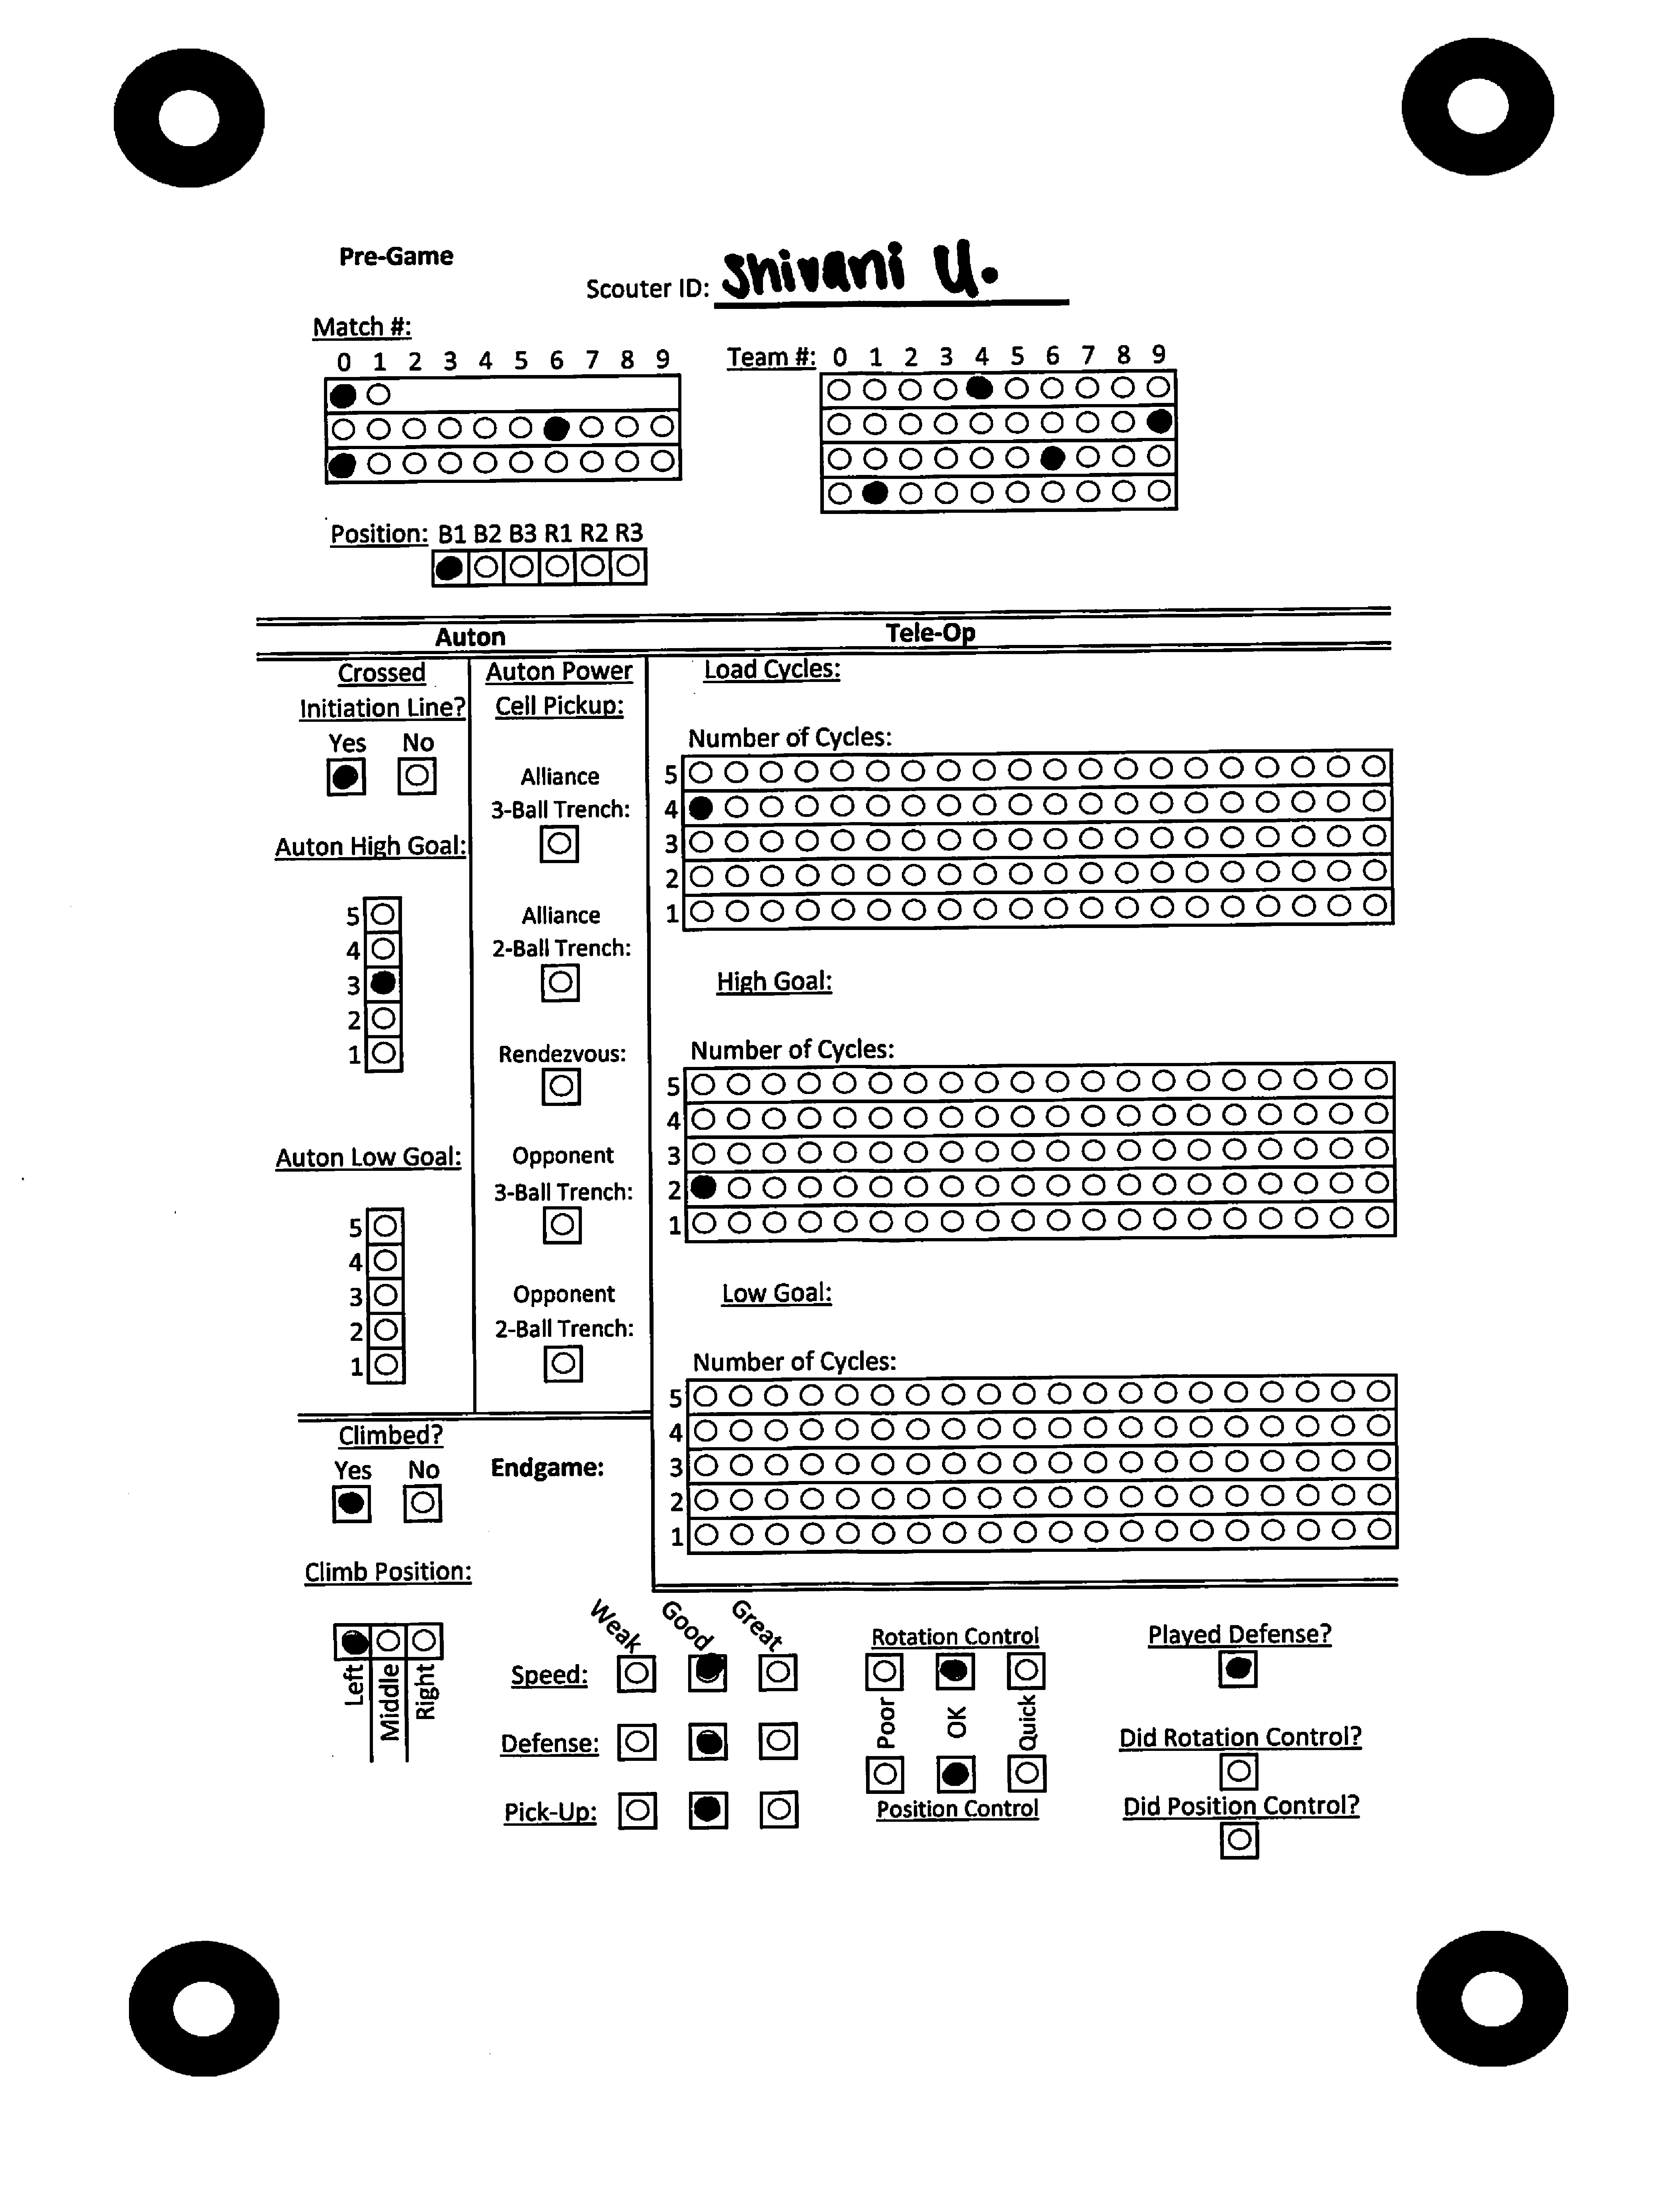 Pre-Game
Scouter ID: Shivani U.
Match #:
0 1 2 3 4 5 6 7 8 9
Team #: 0 1 2 3 4 5 6 7 8 9
Position: B1 B2 B3 R1 R2 R3
Auton
Tele-Op
Crossed
Initiation Line?
Yes No
Auton High Goal:
5
4
3
2
1
Auton Low Goal:
5
4
3
2
1
Auton Power
Cell Pickup:
Alliance
3-Ball Trench:
Alliance
2-Ball Trench:
Rendezvous:
Opponent
3-Ball Trench:
Opponent
2-Ball Trench:
Load Cycles:
Number of Cycles:
5
4
3
2
1
High Goal:
Number of Cycles:
5
4
3
2
1
Low Goal:
Number of Cycles:
5
4
3
2
1
Climbed?
Yes No
Endgame:
Climb Position:
Left
Middle
Right
Weak Good Great
Speed:
Defense:
Pick-Up:
Rotation Control
Poor OK Quick
Position Control
Played Defense?
Did Rotation Control?
Did Position Control?